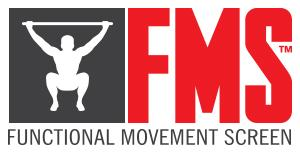 FMS™
FUNCTIONAL MOVEMENT SCREEN